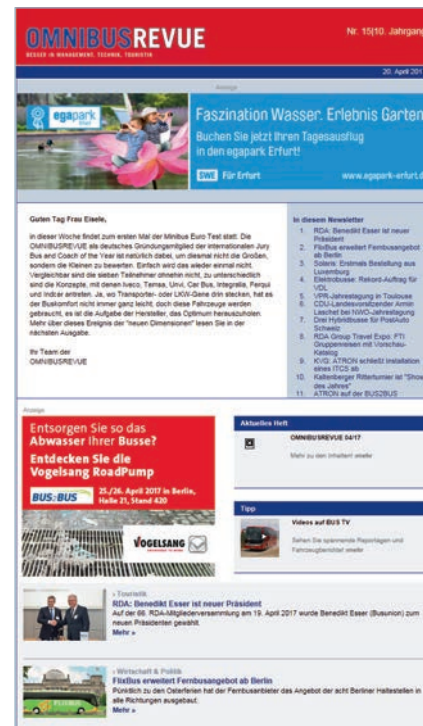 OMNIBUSREVUE
BESSER IN MANAGEMENT, TECHNIK, TOURISTIK
Nr. 15|10. Jahrgang
20. April 201
Anzeige
egapark
Erfurt
Faszination Wasser. Erlebnis Garten
Buchen Sie jetzt Ihren Tagesausflug
in den egapark Erfurt!
SWE Für Erfurt
www.egapark-erfurt.d
Guten Tag Frau Eisele,
in dieser Woche findet zum ersten Mal der Minibus Euro Test statt. Die
OMNIBUSREVUE als deutsches Gründungsmitglied der internationalen Jury
Bus and Coach of the Year ist natürlich dabei, um diesmal nicht die Großen,
sondern die Kleinen zu bewerten. Einfach wird das wieder einmal nicht.
Vergleichbar sind die sieben Teilnehmer ohnehin nicht, zu unterschiedlich
sind die Konzepte, mit denen Iveco, Temsa, Unvi, Car Bus, Integralia, Ferqui
und Indcar antreten. Ja, wo Transporter- oder LKW-Gene drin stecken, hat es
der Buskomfort nicht immer ganz leicht, doch diese Fahrzeuge werden
gebraucht, es ist die Aufgabe der Hersteller, das Optimum herauszuholen.
Mehr über dieses Ereignis der "neuen Dimensionen" lesen Sie in der
nächsten Ausgabe.
Ihr Team der
OMNIBUSREVUE
In diesem Newsletter
1. RDA: Benedikt Esser ist neuer
Präsident
2. FlixBus erweitert Fernbusangebot
ab Berlin
3. Solaris: Erstmals Bestellung aus
Luxemburg
4. Elektrobusse: Rekord-Auftrag für
VDL
5. VPR-Jahrestagung in Toulouse
6. CDU-Landesvorsitzender Armin
Laschet bei NWO-Jahrestagung
7. Drei Hybridbusse für PostAuto
Schweiz
8. RDA Group Travel Expo: FTI
Gruppenreisen mit Vorschau-
Katalog
9. KVG: ATRON schließt Installation
eines ITCS ab
10. Kaltenberger Ritterturnier ist "Show
des Jahres"
11. ATRON auf der BUS2BUS
Anzeige
Entsorgen Sie so das
Abwasser Ihrer Busse?
Entdecken Sie die
Vogelsang RoadPump
BUS2BUS
25./26. April 2017 in Berlin,
Halle 21, Stand 420
VOGELSANG
Aktuelles Heft
OMNIBUSREVUE 04/17
Mehr zu den Inhalten! »mehr
Tipp
Videos auf BUS TV
Sehen Sie spannende Reportagen und
Fahrzeugberichte! »mehr
› Touristik
RDA: Benedikt Esser ist neuer Präsident
Auf der 66. RDA-Mitgliederversammlung am 19. April 2017 wurde Benedikt Esser (Busunion) zum
neuen Präsidenten gewählt.
Mehr »
› Wirtschaft & Politik
FlixBus erweitert Fernbusangebot ab Berlin
Pünktlich zu den Osterferien hat der Fernbusanbieter das Angebot der acht Berliner Haltestellen in
alle Richtungen ausgebaut.
Mehr »
FLIXBUS